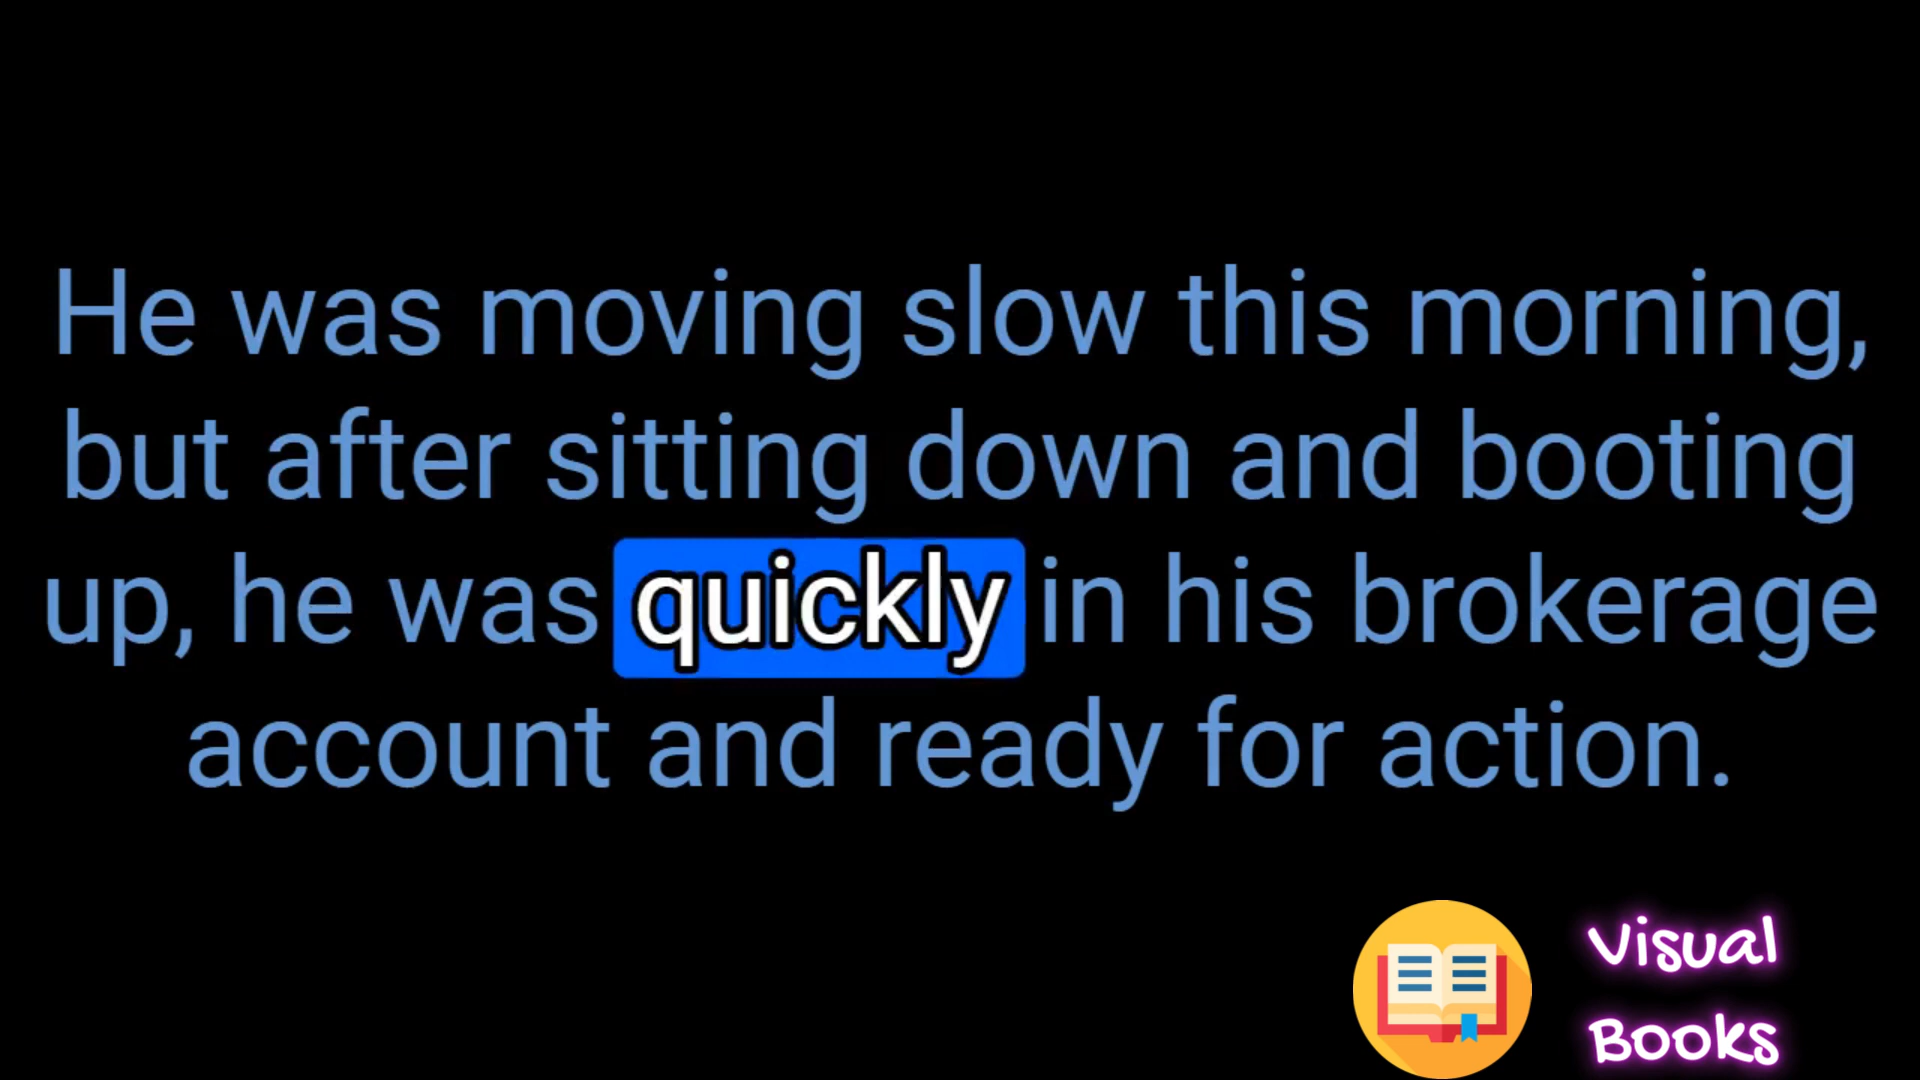 He was moving slow this morning,
but after sitting down and booting
up, he was quickly in his brokerage
account and ready for action.
Visual
Books